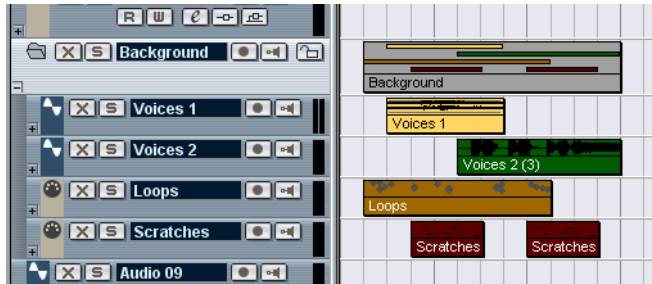 R W e
X S Background
Background
X S Voices 1
Voices 1
X S Voices 2
Voices 2 (3)
X S Loops
Loops
X S Scratches
Scratches Scratches
X S Audio 09